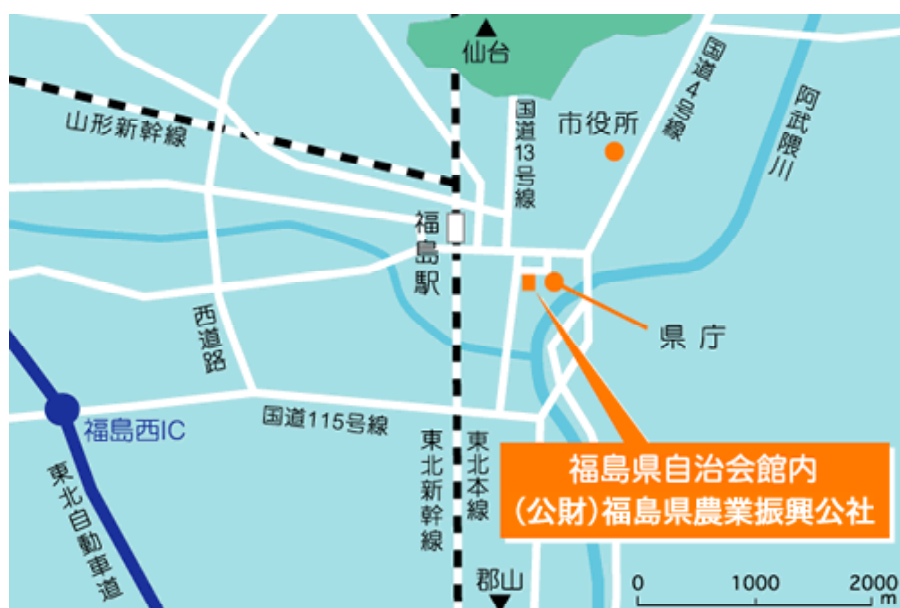 仙台
山形新幹線
国道13号線
市役所
国道4号線
阿武隈川
福島駅
県庁
西道路
国道115号線
福島西IC
東北自動車道
東北新幹線
東北本線
福島県自治会館内
(公財)福島県農業振興公社
郡山
0 1000 2000
m